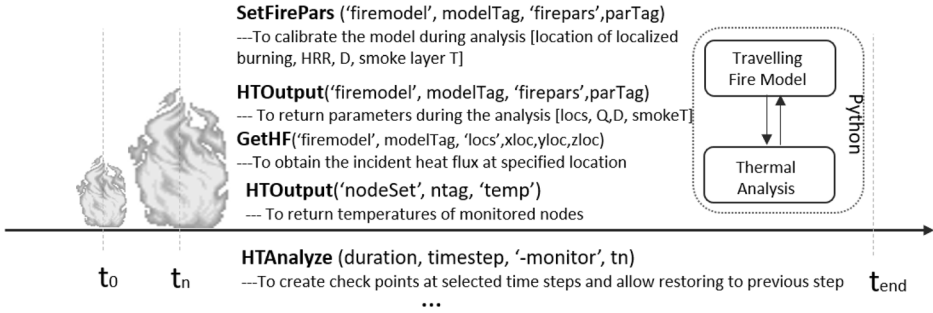 SetFirePars (‘firemodel’, modelTag, ‘firepars’,parTag)
---To calibrate the model during analysis [location of localized
burning, HRR, D, smoke layer T]
HTOutput(‘firemodel’, modelTag, ‘firepars’,parTag)
--- To return parameters during the analysis [locs, Q,D, smokeT]
GetHF(‘firemodel’, modelTag, ‘locs’,xloc,yloc,zloc)
---To obtain the incident heat flux at specified location
HTOutput(‘nodeSet’, ntag, ‘temp’)
--- To return temperatures of monitored nodes
Travelling
Fire Model
Thermal
Analysis
Python
t0
tn
HTAnalyze (duration, timestep, ‘-monitor’, tn)
---To create check points at selected time steps and allow restoring to previous step
...
tend